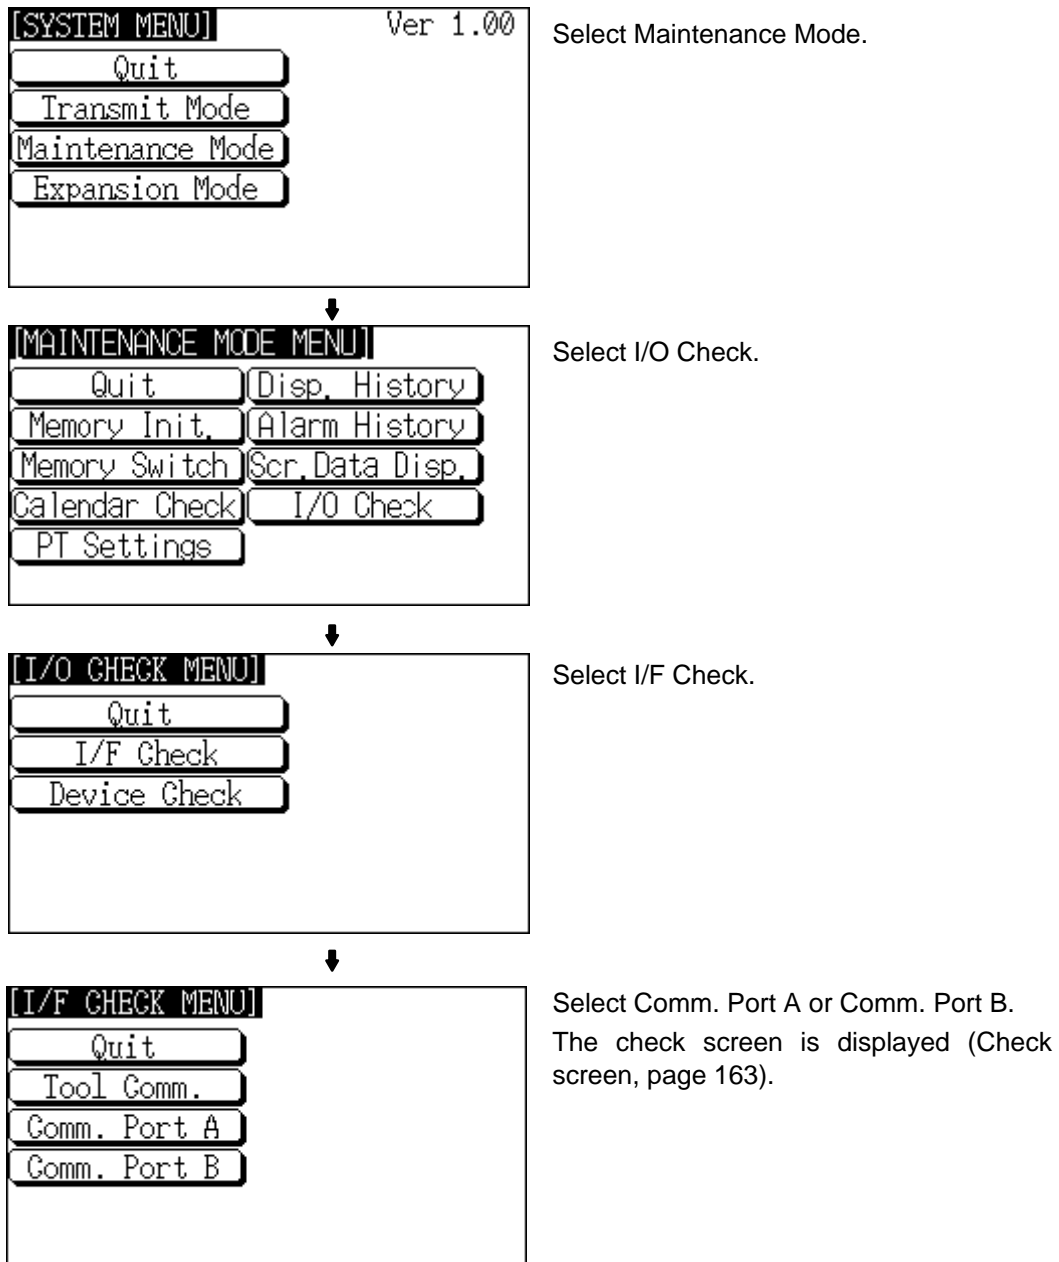 [SYSTEM MENU] Ver 1.00
Select Maintenance Mode.
Quit
Transmit Mode
Maintenance Mode
Expansion Mode
[MAINTENANCE MODE MENU]
Select I/O Check.
Quit Disp. History
Memory Init. Alarm History
Memory Switch Scr.Data Disp.
Calendar Check I/O Check
PT Settings
[I/O CHECK MENU]
Select I/F Check.
Quit
I/F Check
Device Check
[I/F CHECK MENU]
Select Comm. Port A or Comm. Port B.
Quit
The check screen is displayed (Check
screen, page 163).
Tool Comm.
Comm. Port A
Comm. Port B